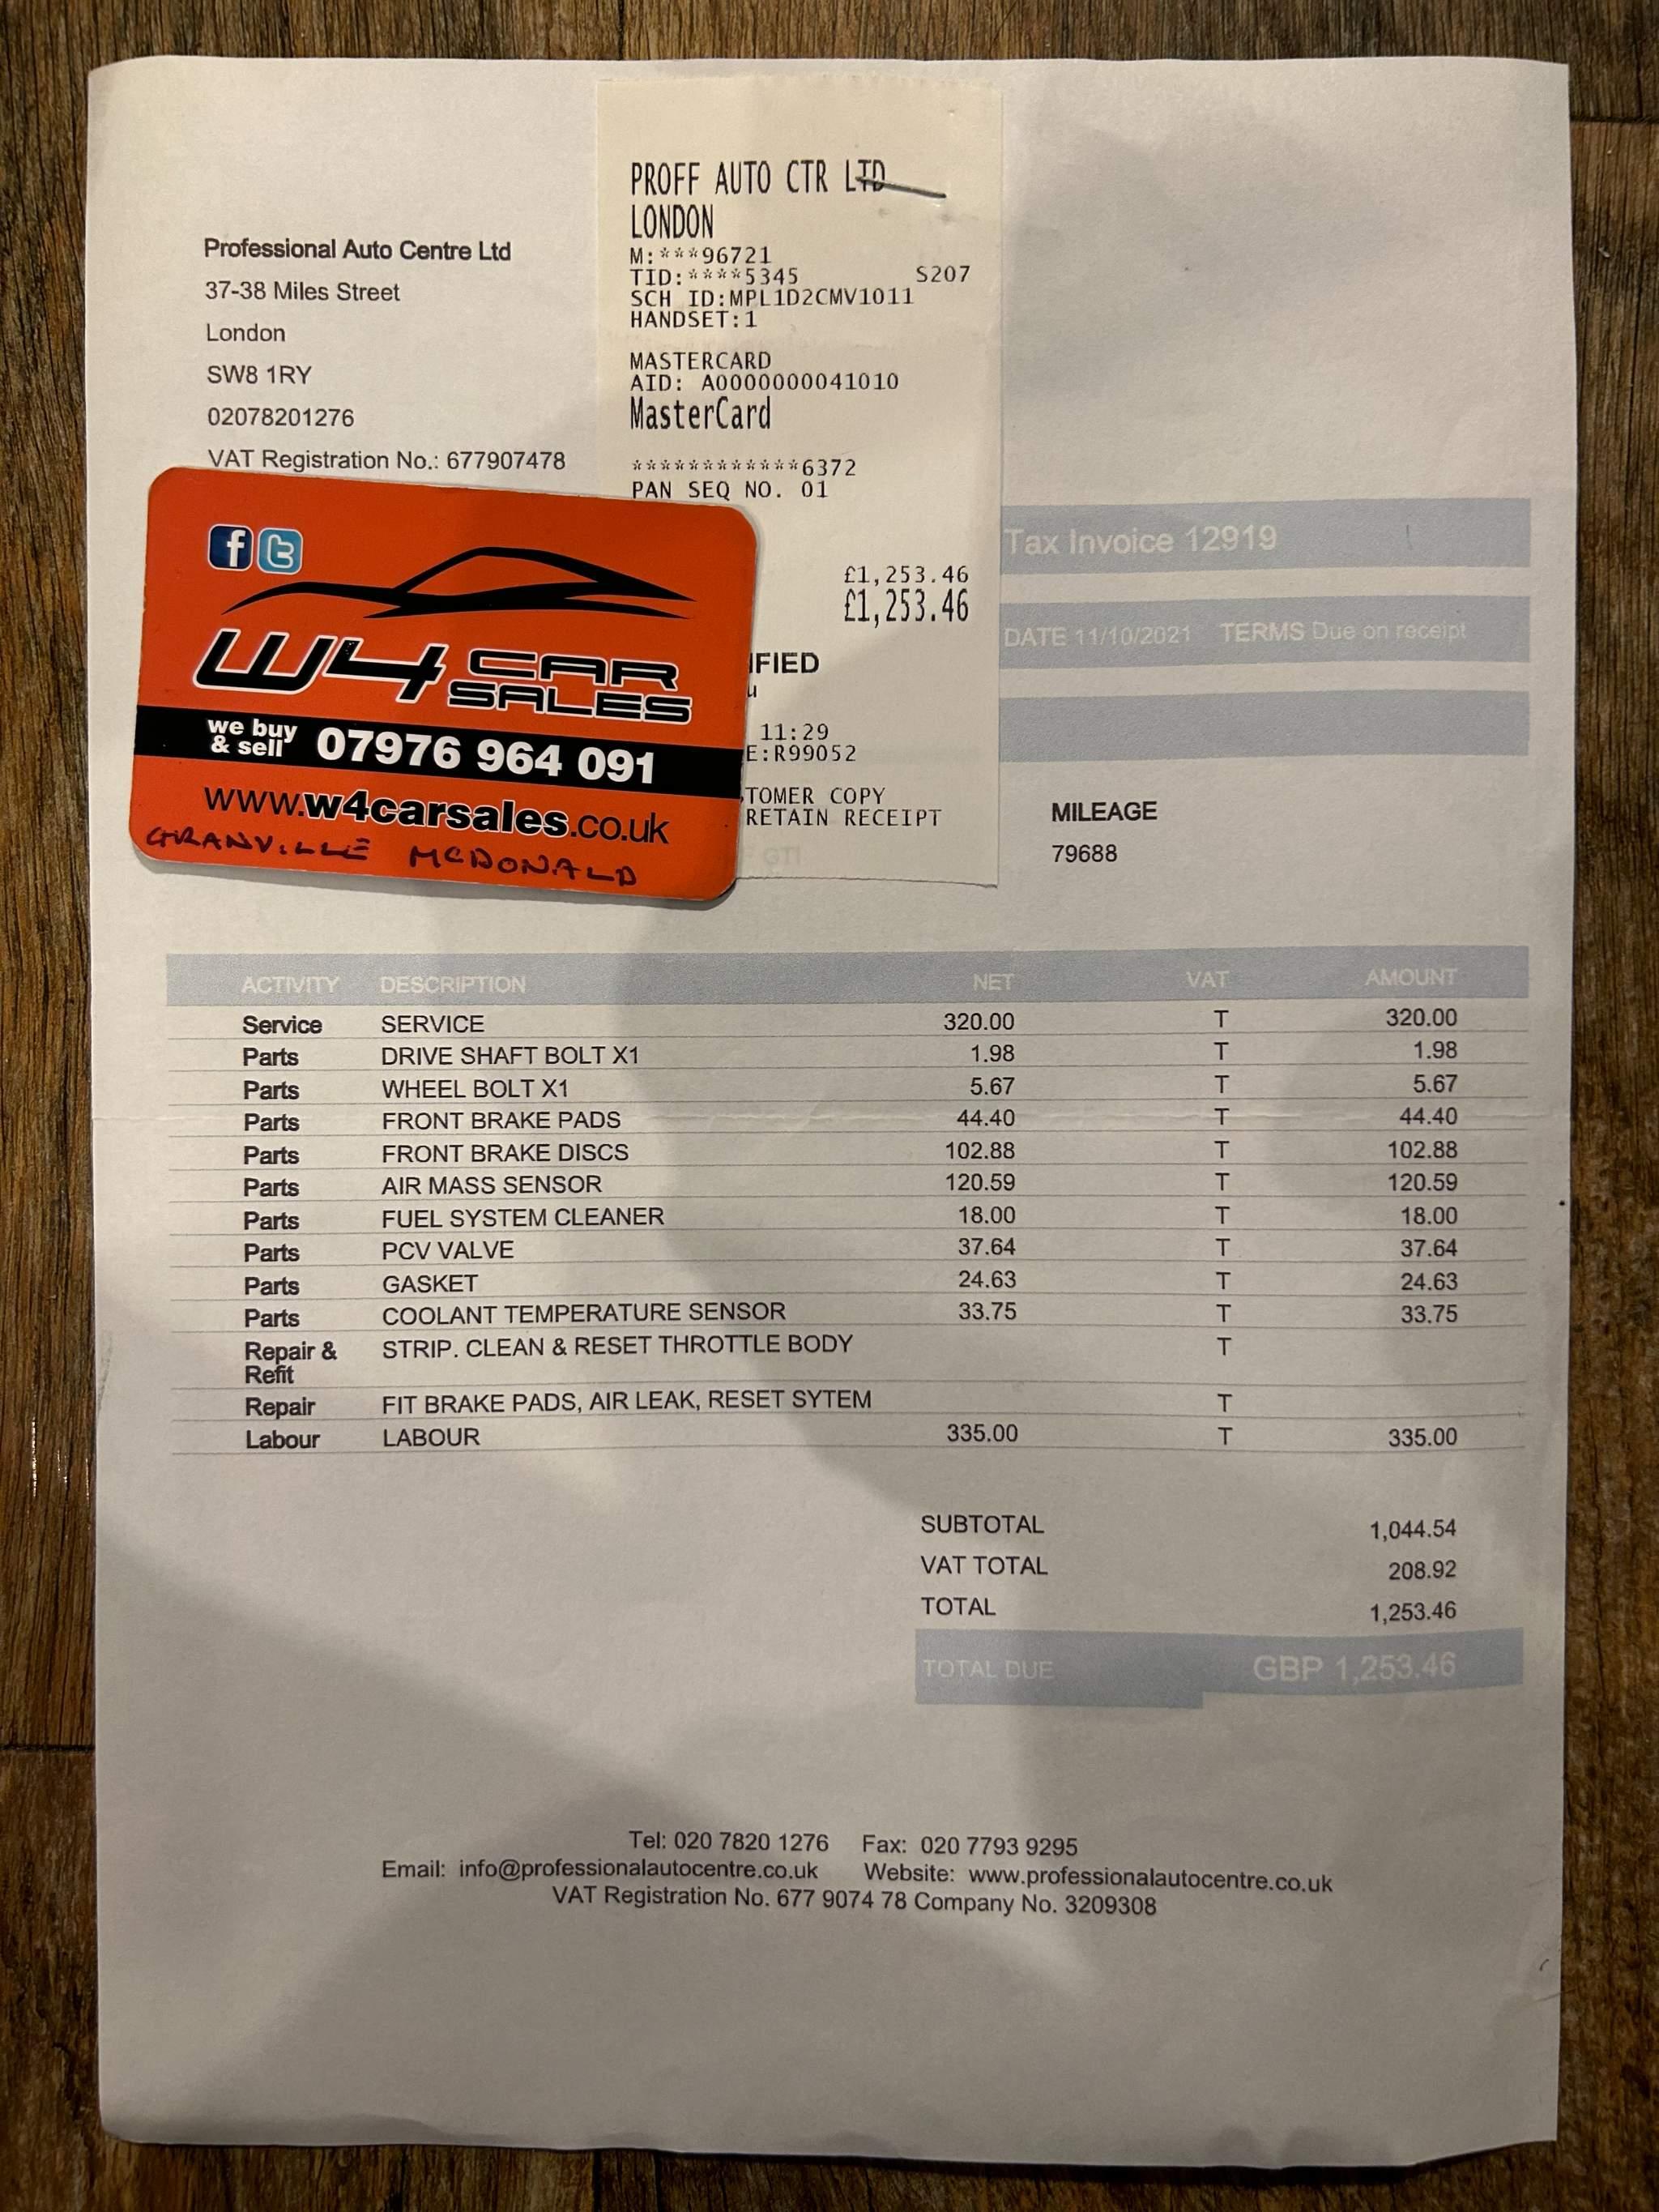 PROFF AUTO CTR LTD
LONDON
M:***96721
TID:****5345 S207
SCH ID:MPL1D2CMV1011
HANDSET:1
MASTERCARD
AID: A0000000041010
MasterCard
************6372
PAN SEQ NO. 01
£1,253.46
£1,253.46
IFIED
u
11:29
E:R99052
TOMER COPY
RETAIN RECEIPT
GTI
Professional Auto Centre Ltd
37-38 Miles Street
London
SW8 1RY
02078201276
VAT Registration No.: 677907478
f t
W4 CAR SALES
we buy & sell 07976 964 091
www.w4carsales.co.uk
GRANVILLE MCDONALD
Tax Invoice 12919
DATE 11/10/2021 TERMS Due on receipt
MILEAGE
79688
ACTIVITY DESCRIPTION NET VAT AMOUNT
Service SERVICE 320.00 T 320.00
Parts DRIVE SHAFT BOLT X1 1.98 T 1.98
Parts WHEEL BOLT X1 5.67 T 5.67
Parts FRONT BRAKE PADS 44.40 T 44.40
Parts FRONT BRAKE DISCS 102.88 T 102.88
Parts AIR MASS SENSOR 120.59 T 120.59
Parts FUEL SYSTEM CLEANER 18.00 T 18.00
Parts PCV VALVE 37.64 T 37.64
Parts GASKET 24.63 T 24.63
Parts COOLANT TEMPERATURE SENSOR 33.75 T 33.75
Repair & Refit STRIP. CLEAN & RESET THROTTLE BODY T
Repair FIT BRAKE PADS, AIR LEAK, RESET SYTEM T
Labour LABOUR 335.00 T 335.00
SUBTOTAL 1,044.54
VAT TOTAL 208.92
TOTAL 1,253.46
TOTAL DUE GBP 1,253.46
Tel: 020 7820 1276 Fax: 020 7793 9295
Email: info@professionalautocentre.co.uk Website: www.professionalautocentre.co.uk
VAT Registration No. 677 9074 78 Company No. 3209308